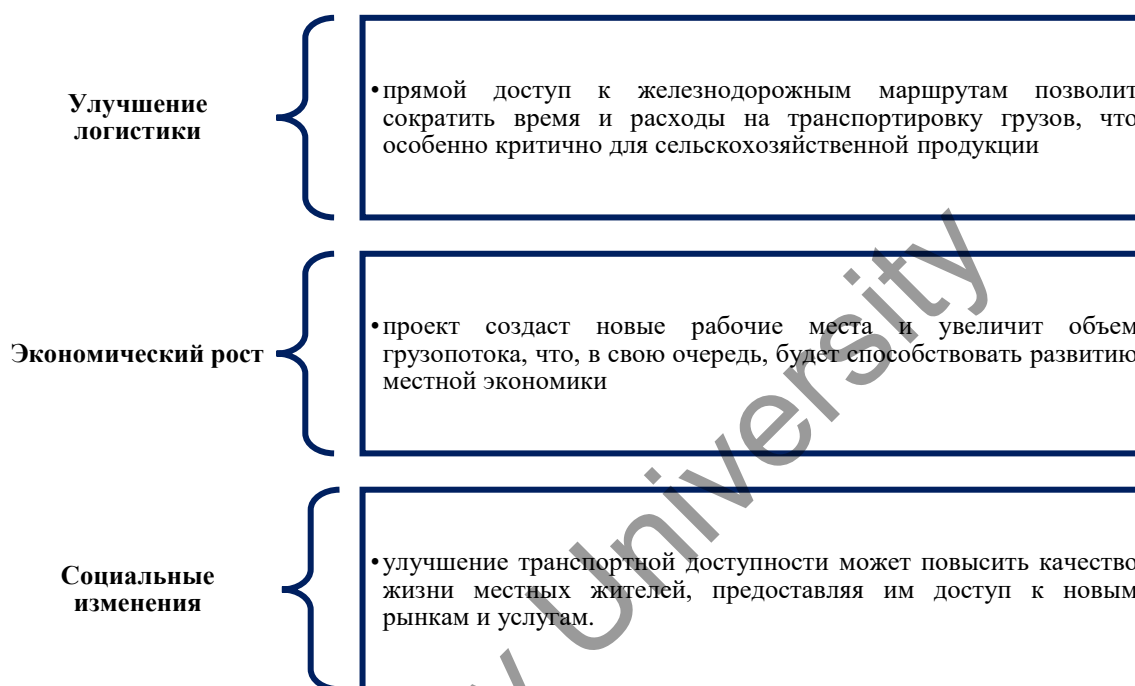 Улучшение
логистики
•прямой доступ к железнодорожным маршрутам позволит
сократить время и расходы на транспортировку грузов, что
особенно критично для сельскохозяйственной продукции
Экономический рост
•проект создаст новые рабочие места и увеличит объем
грузопотока, что, в свою очередь, будет способствовать развитию
местной экономики
Социальные
изменения
•улучшение транспортной доступности может повысить качество
жизни местных жителей, предоставляя им доступ к новым
рынкам и услугам.
University